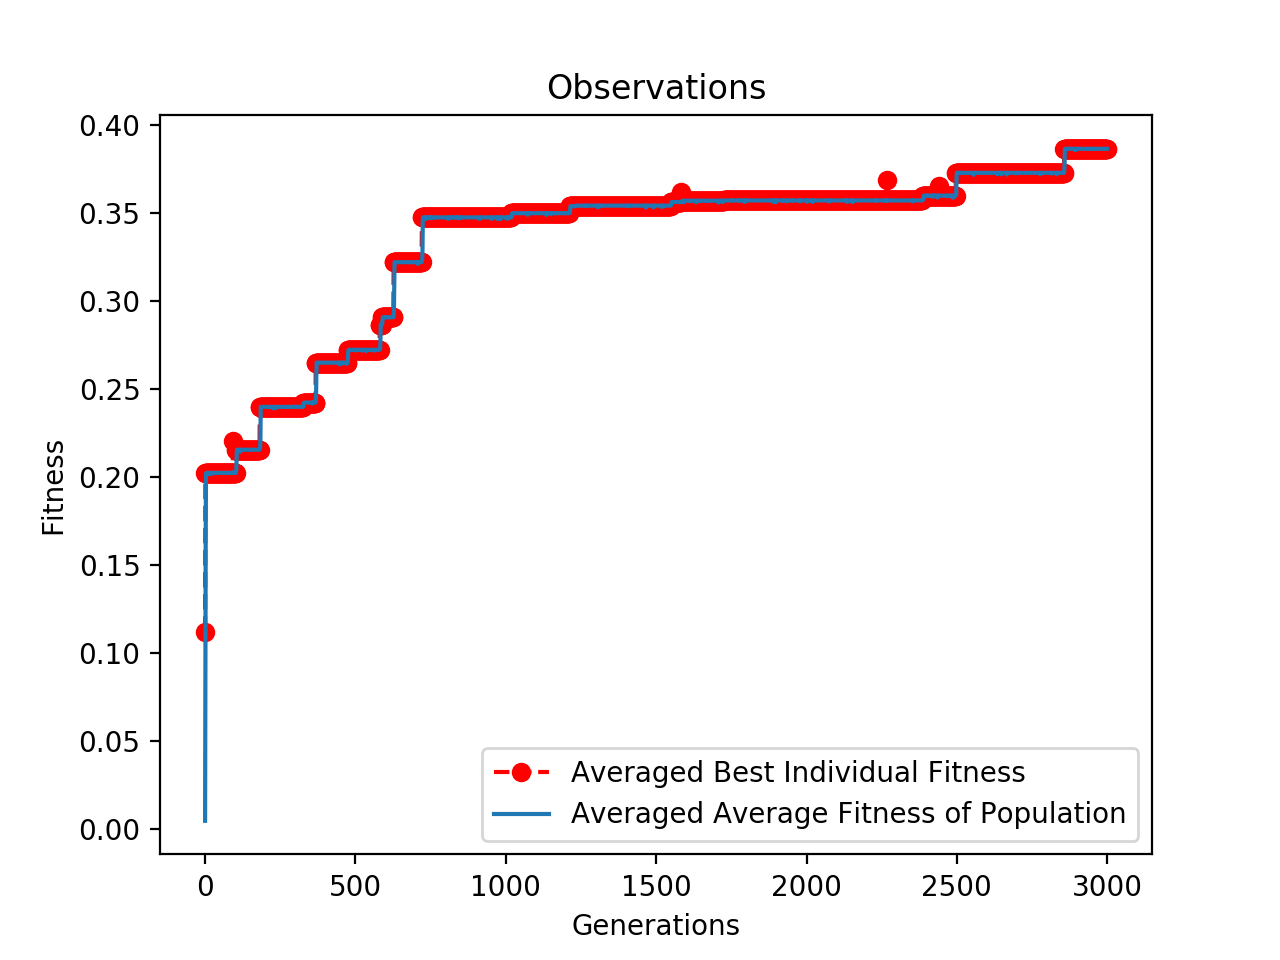 Observations
0.40
0.35
0.30
0.25
0.20
0.15
0.10
0.05
0.00
Fitness
0 500 1000 1500 2000 2500 3000
Generations
Averaged Best Individual Fitness
Averaged Average Fitness of Population